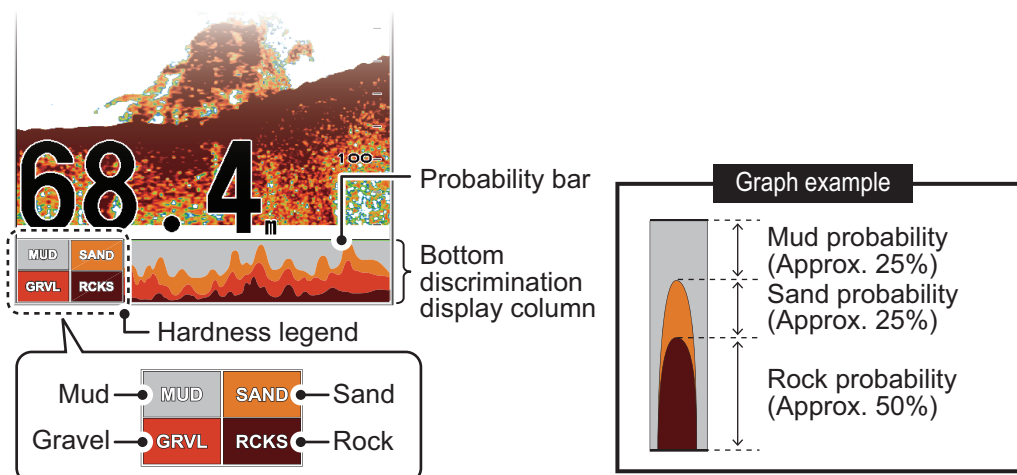 100
68.4m
MUD SAND
GRVL RCKS
Probability bar
Bottom
discrimination
display column
Hardness legend
Mud
MUD
SAND
Sand
Gravel
GRVL
RCKS
Rock
Graph example
Mud probability
(Approx. 25%)
Sand probability
(Approx. 25%)
Rock probability
(Approx. 50%)